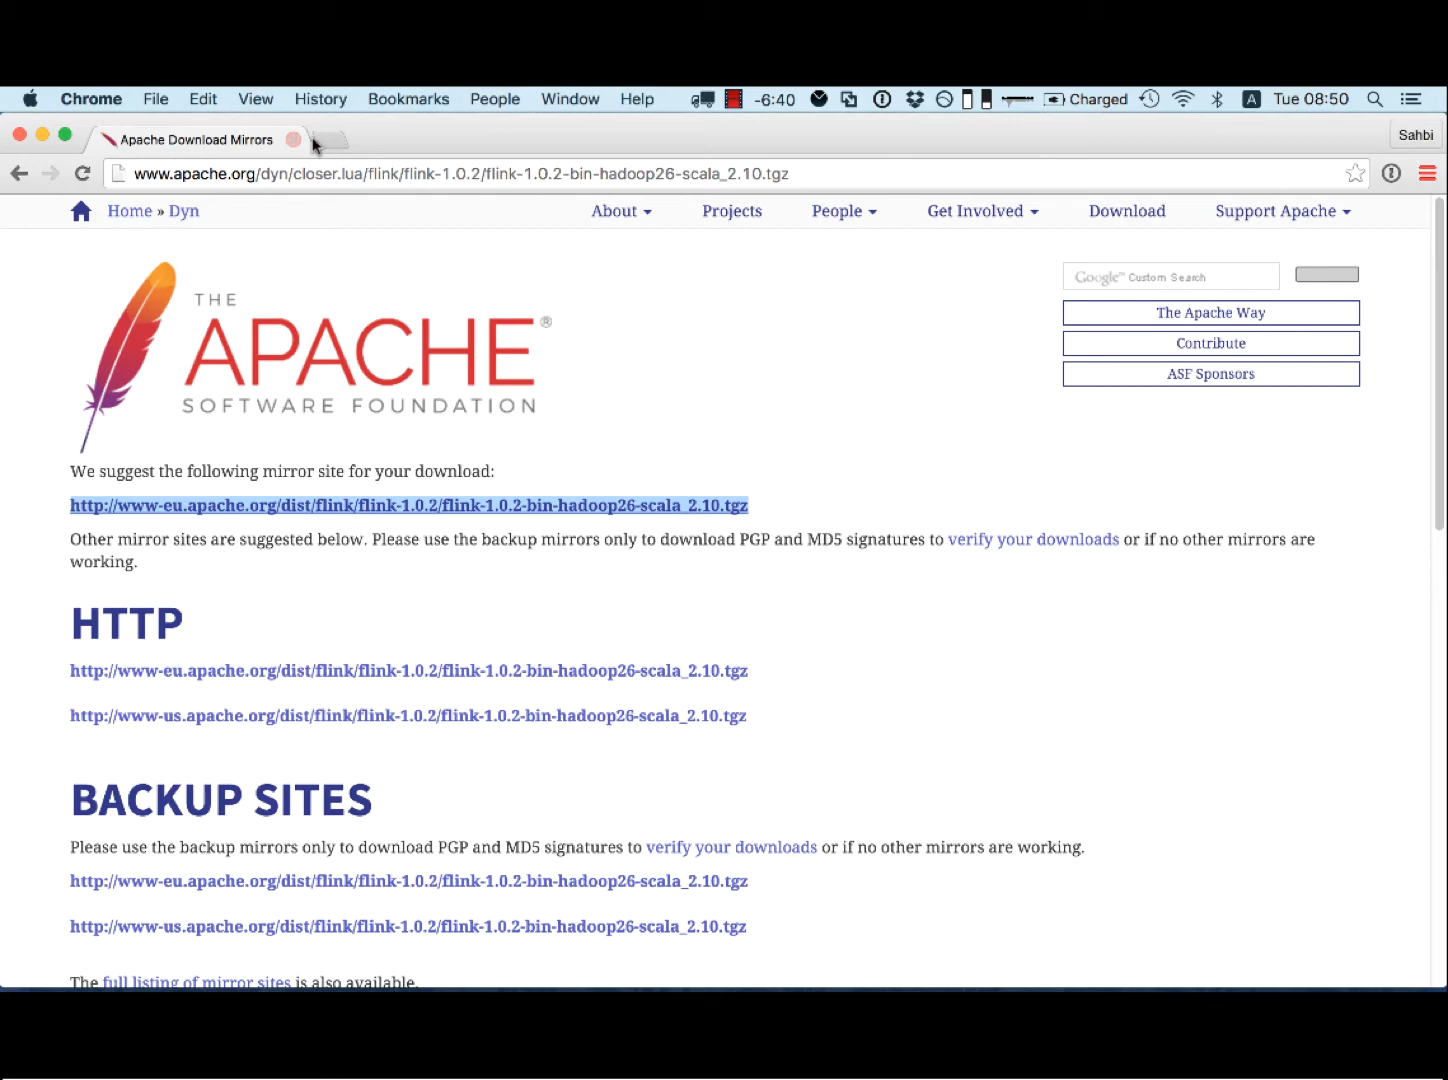 Chrome File Edit View History Bookmarks People Window Help -6:40 Charged A Tue 08:50
Apache Download Mirrors
Sahbi
www.apache.org/dyn/closer.lua/flink/flink-1.0.2/flink-1.0.2-bin-hadoop26-scala_2.10.tgz
Home » Dyn About Projects People Get Involved Download Support Apache
Google™ Custom Search
The Apache Way
Contribute
ASF Sponsors
THE
APACHE®
SOFTWARE FOUNDATION
We suggest the following mirror site for your download:
http://www-eu.apache.org/dist/flink/flink-1.0.2/flink-1.0.2-bin-hadoop26-scala_2.10.tgz
Other mirror sites are suggested below. Please use the backup mirrors only to download PGP and MD5 signatures to verify your downloads or if no other mirrors are
working.
HTTP
http://www-eu.apache.org/dist/flink/flink-1.0.2/flink-1.0.2-bin-hadoop26-scala_2.10.tgz
http://www-us.apache.org/dist/flink/flink-1.0.2/flink-1.0.2-bin-hadoop26-scala_2.10.tgz
BACKUP SITES
Please use the backup mirrors only to download PGP and MD5 signatures to verify your downloads or if no other mirrors are working.
http://www-eu.apache.org/dist/flink/flink-1.0.2/flink-1.0.2-bin-hadoop26-scala_2.10.tgz
http://www-us.apache.org/dist/flink/flink-1.0.2/flink-1.0.2-bin-hadoop26-scala_2.10.tgz
The full listing of mirror sites is also available.